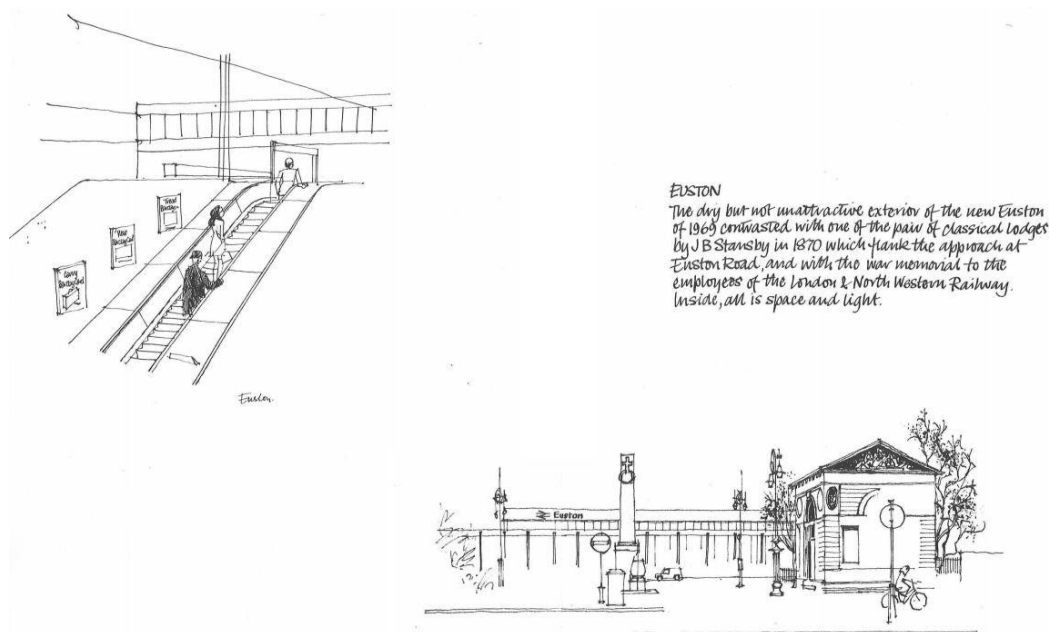 EUSTON
The dry but not unattractive exterior of the new Euston
of 1969 contrasted with one of the pair of classical lodges
by J B Stansby in 1870 which flank the approach at
Euston Road, and with the war memorial to the
employees of the London & North Western Railway.
Inside, all is space and light.
Euston.
Euston